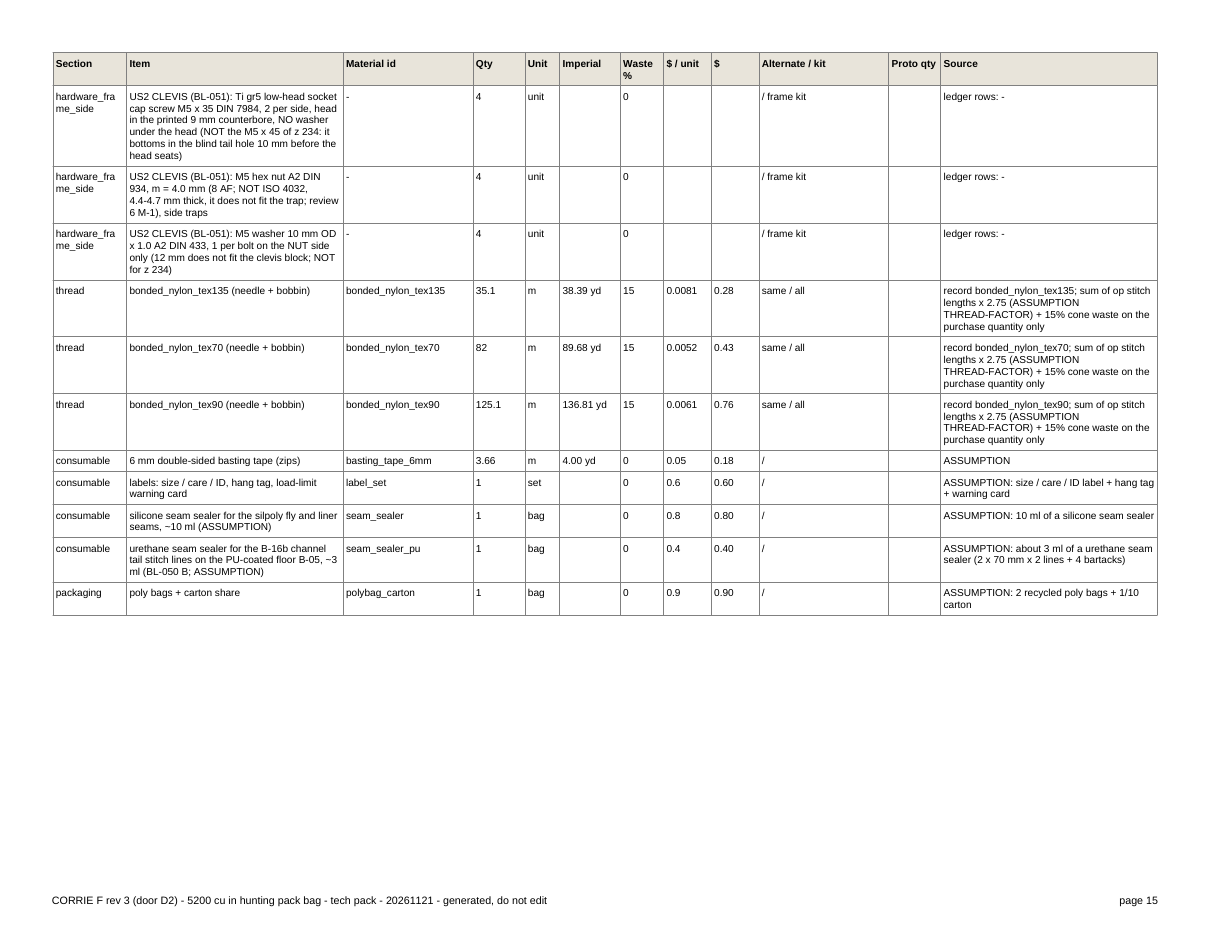 Section Item Material id Qty Unit Imperial Waste $ / unit $ Alternate / kit Proto qty Source
%
hardware_fra US2 CLEVIS (BL-051): Ti gr5 low-head socket - 4 unit 0 / frame kit ledger rows: -
me_side cap screw M5 x 35 DIN 7984, 2 per side, head
in the printed 9 mm counterbore, NO washer
under the head (NOT the M5 x 45 of z 234: it
bottoms in the blind tail hole 10 mm before the
head seats)
hardware_fra US2 CLEVIS (BL-051): M5 hex nut A2 DIN - 4 unit 0 / frame kit ledger rows: -
me_side 934, m = 4.0 mm (8 AF; NOT ISO 4032,
4.4-4.7 mm thick, it does not fit the trap; review
6 M-1), side traps
hardware_fra US2 CLEVIS (BL-051): M5 washer 10 mm OD - 4 unit 0 / frame kit ledger rows: -
me_side x 1.0 A2 DIN 433, 1 per bolt on the NUT side
only (12 mm does not fit the clevis block; NOT
for z 234)
thread bonded_nylon_tex135 (needle + bobbin) bonded_nylon_tex135 35.1 m 38.39 yd 15 0.0081 0.28 same / all record bonded_nylon_tex135; sum of op stitch
lengths x 2.75 (ASSUMPTION
THREAD-FACTOR) + 15% cone waste on the
purchase quantity only
thread bonded_nylon_tex70 (needle + bobbin) bonded_nylon_tex70 82 m 89.68 yd 15 0.0052 0.43 same / all record bonded_nylon_tex70; sum of op stitch
lengths x 2.75 (ASSUMPTION
THREAD-FACTOR) + 15% cone waste on the
purchase quantity only
thread bonded_nylon_tex90 (needle + bobbin) bonded_nylon_tex90 125.1 m 136.81 yd 15 0.0061 0.76 same / all record bonded_nylon_tex90; sum of op stitch
lengths x 2.75 (ASSUMPTION
THREAD-FACTOR) + 15% cone waste on the
purchase quantity only
consumable 6 mm double-sided basting tape (zips) basting_tape_6mm 3.66 m 4.00 yd 0 0.05 0.18 / ASSUMPTION
consumable labels: size / care / ID, hang tag, load-limit label_set 1 set 0 0.6 0.60 / ASSUMPTION: size / care / ID label + hang tag
warning card + warning card
consumable silicone seam sealer for the silpoly fly and liner seam_sealer 1 bag 0 0.8 0.80 / ASSUMPTION: 10 ml of a silicone seam sealer
seams, ~10 ml (ASSUMPTION)
consumable urethane seam sealer for the B-16b channel seam_sealer_pu 1 bag 0 0.4 0.40 / ASSUMPTION: about 3 ml of a urethane seam
tail stitch lines on the PU-coated floor B-05, ~3 sealer (2 x 70 mm x 2 lines + 4 bartacks)
ml (BL-050 B; ASSUMPTION)
packaging poly bags + carton share polybag_carton 1 bag 0 0.9 0.90 / ASSUMPTION: 2 recycled poly bags + 1/10
carton
CORRIE F rev 3 (door D2) - 5200 cu in hunting pack bag - tech pack - 20261121 - generated, do not edit page 15